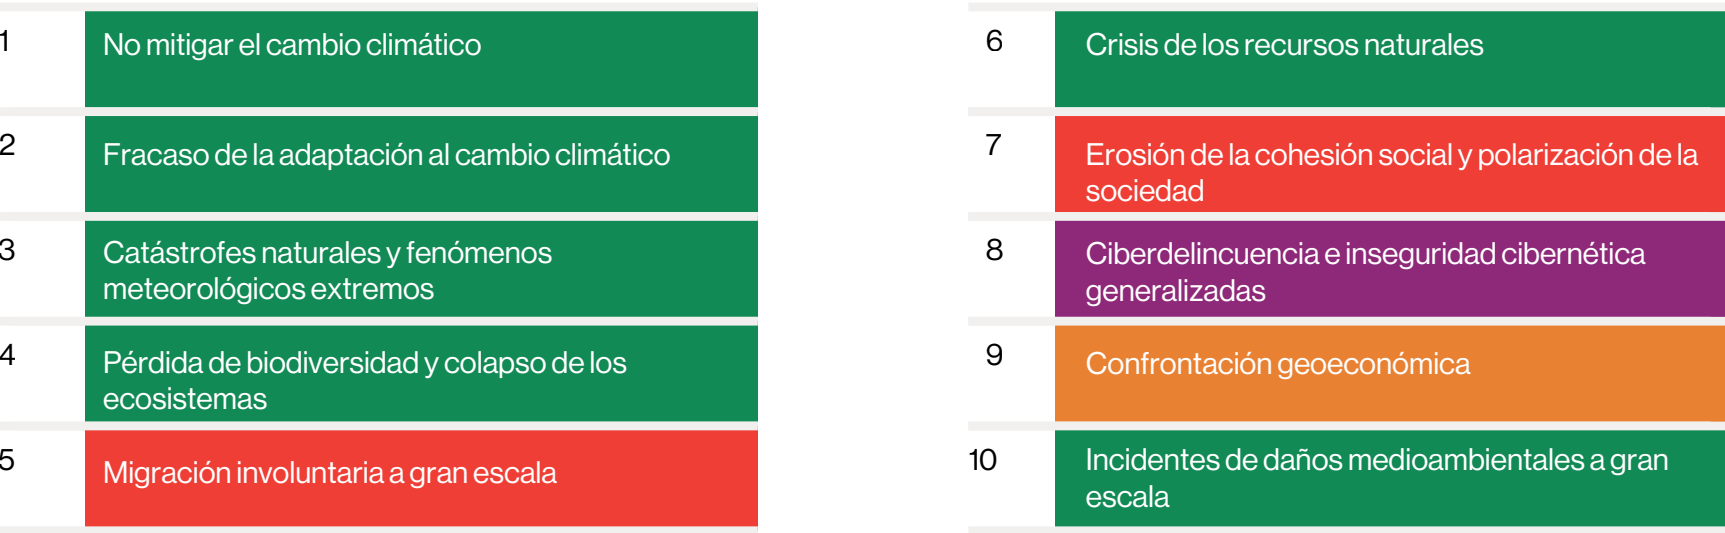 1
No mitigar el cambio climático
2
Fracaso de la adaptación al cambio climático
3
Catástrofes naturales y fenómenos
meteorológicos extremos
4
Pérdida de biodiversidad y colapso de los
ecosistemas
5
Migración involuntaria a gran escala
6
Crisis de los recursos naturales
7
Erosión de la cohesión social y polarización de la
sociedad
8
Ciberdelincuencia e inseguridad cibernética
generalizadas
9
Confrontación geoeconómica
10
Incidentes de daños medioambientales a gran
escala